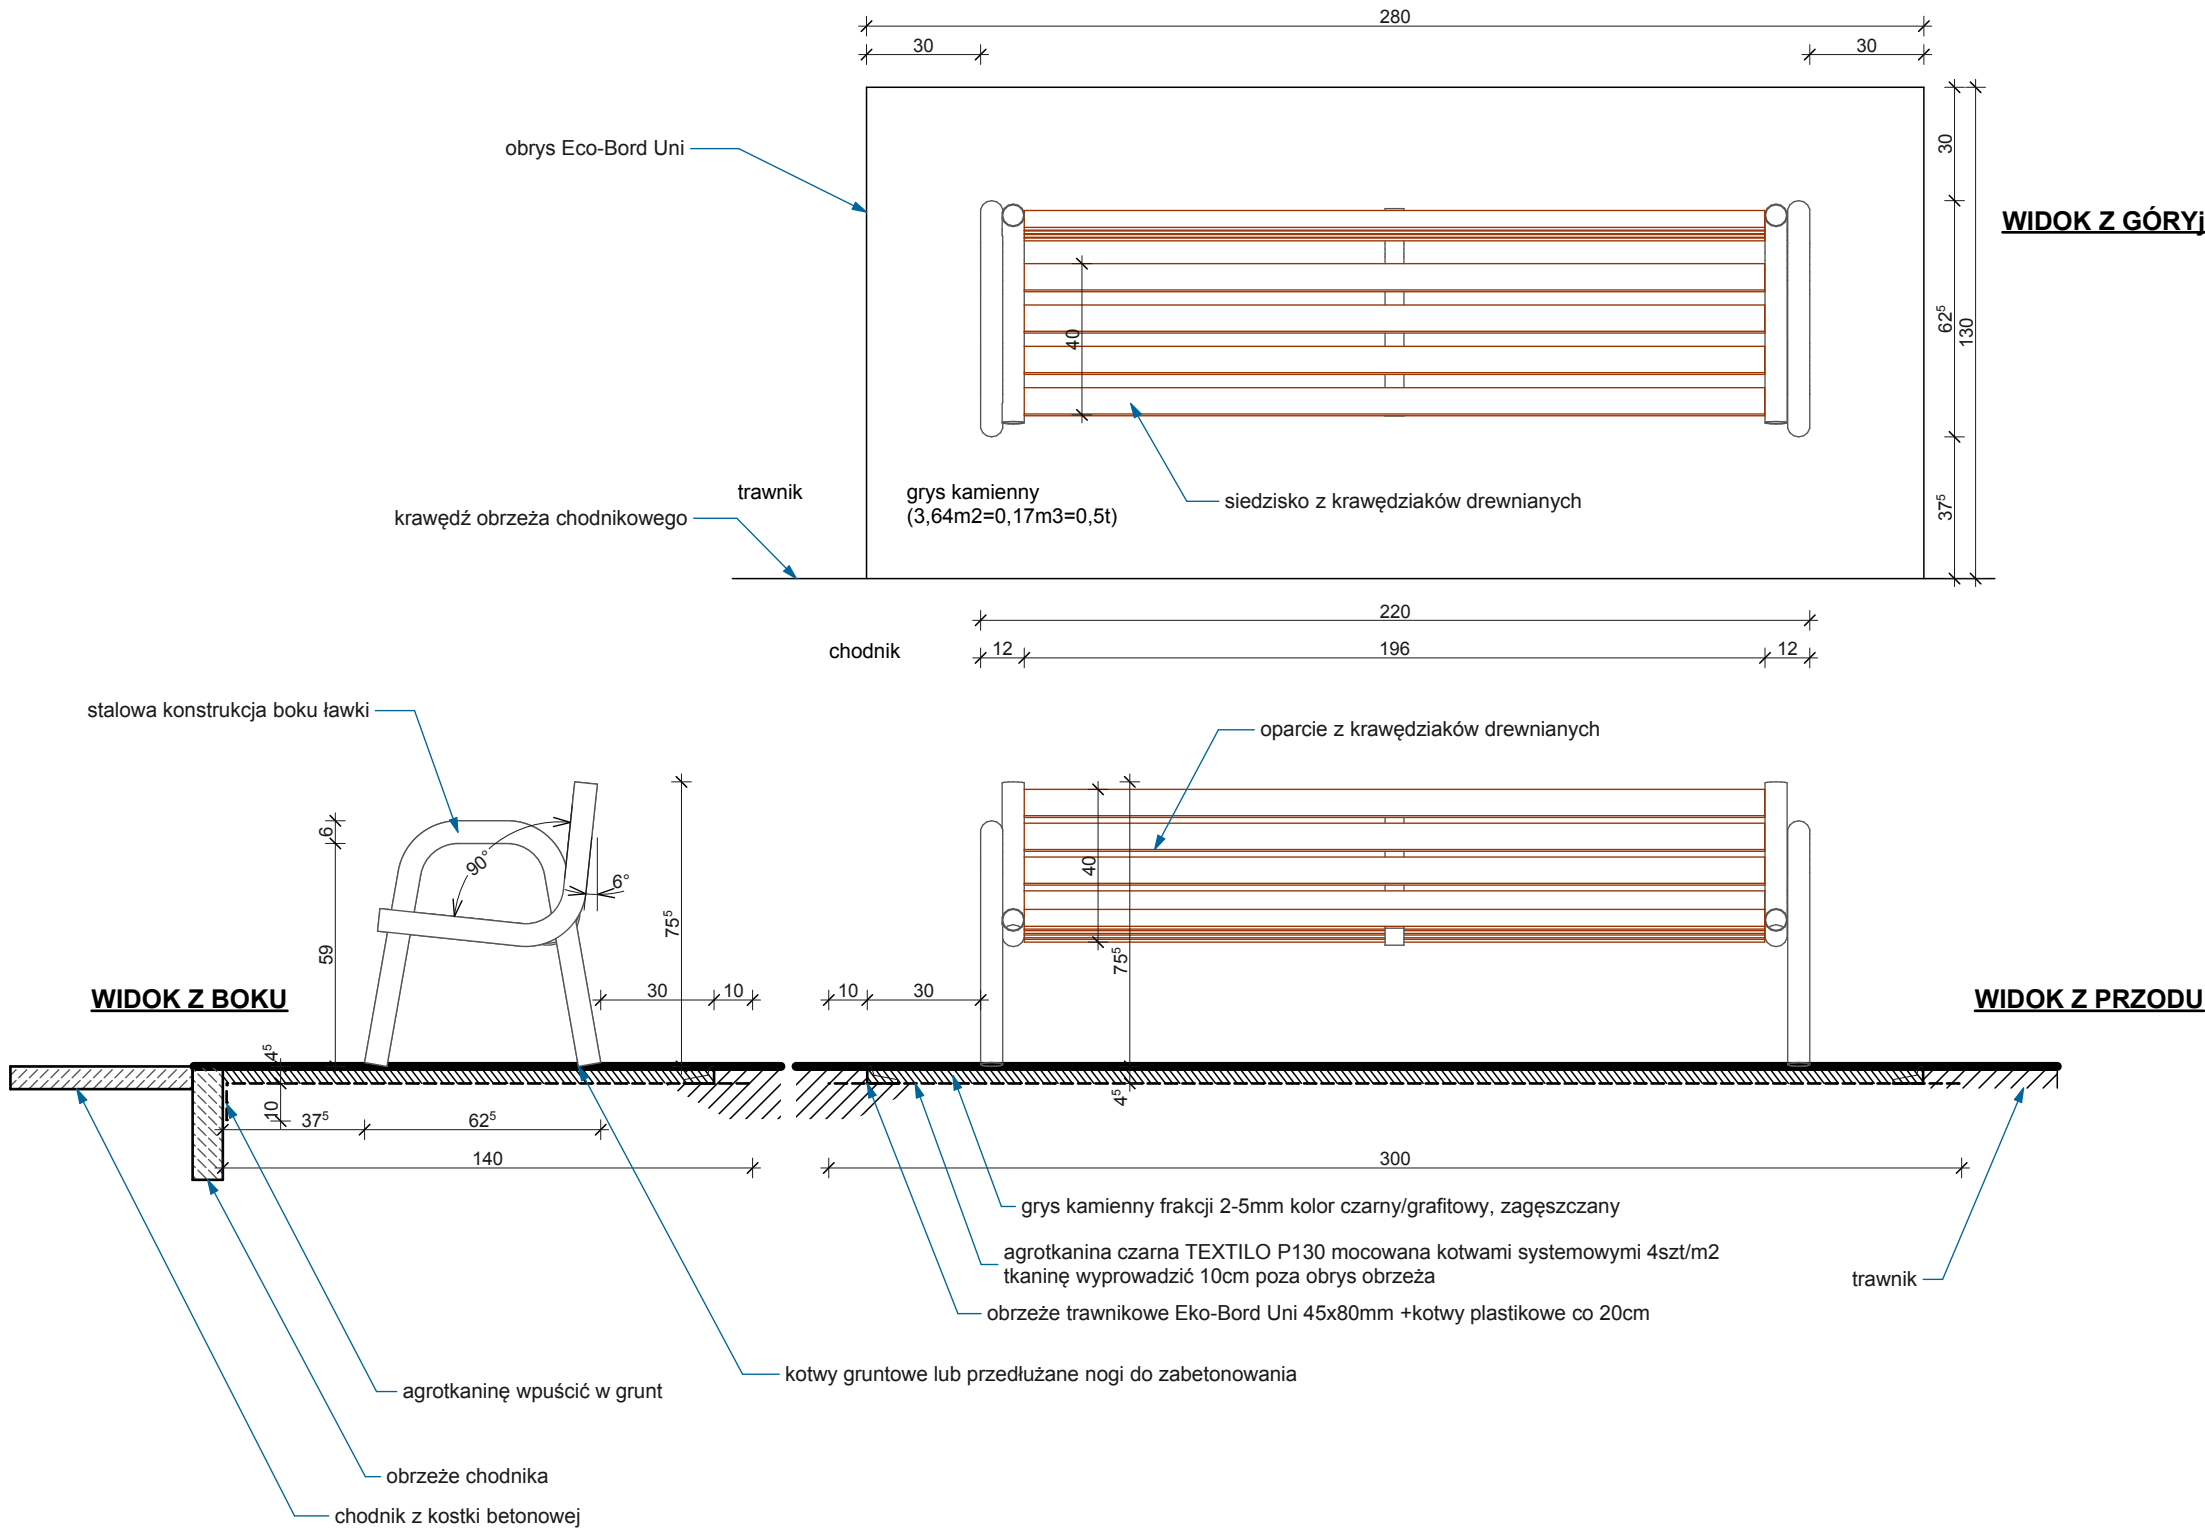 280
30
30
obrys Eco-Bord Uni
30
WIDOK Z GÓRYj
62⁵
130
40
trawnik
grys kamienny
(3,64m2=0,17m3=0,5t)
siedzisko z krawędziaków drewnianych
krawędź obrzeża chodnikowego
37⁵
220
chodnik
12
196
12
stalowa konstrukcja boku ławki
oparcie z krawędziaków drewnianych
6
90°
6°
40
75⁵
59
75⁵
WIDOK Z BOKU
30
10
10
30
WIDOK Z PRZODU
4⁵
10
4⁵
37⁵
62⁵
140
300
grys kamienny frakcji 2-5mm kolor czarny/grafitowy, zagęszczany
agrotkanina czarna TEXTILO P130 mocowana kotwami systemowymi 4szt/m2
tkaninę wyprowadzić 10cm poza obrys obrzeża
trawnik
obrzeże trawnikowe Eko-Bord Uni 45x80mm +kotwy plastikowe co 20cm
kotwy gruntowe lub przedłużane nogi do zabetonowania
agrotkaninę wpuścić w grunt
obrzeże chodnika
chodnik z kostki betonowej